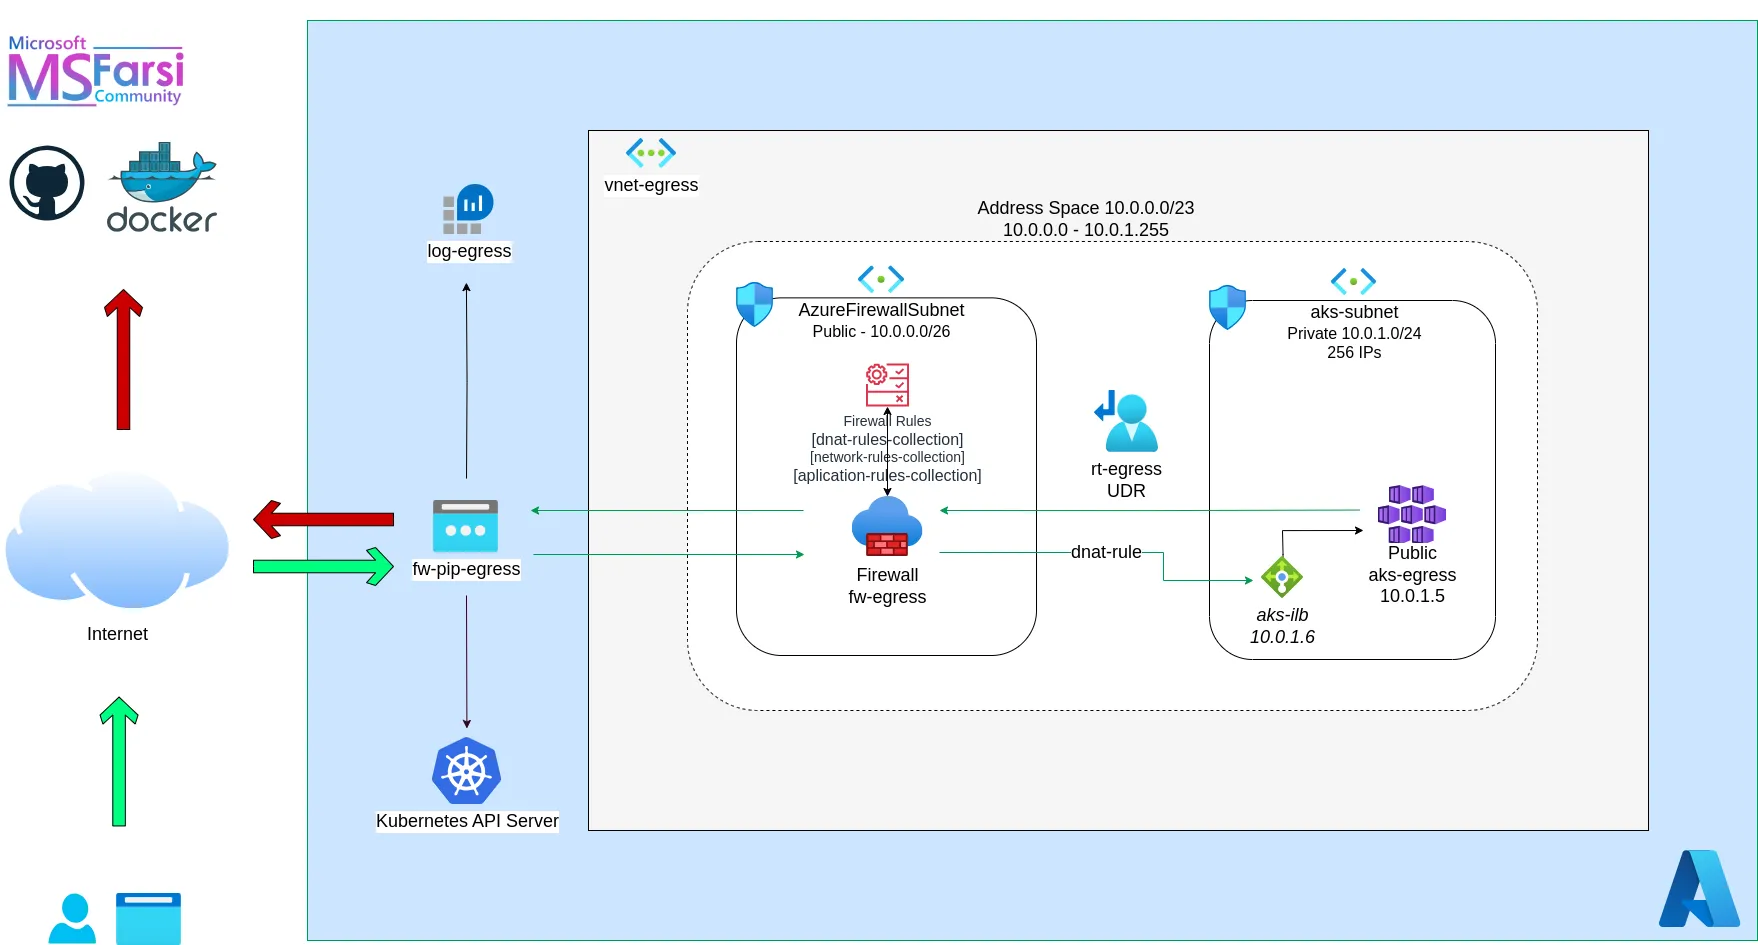 Microsoft
MSFarsi
Community
docker
Internet
log-egress
fw-pip-egress
Kubernetes API Server
vnet-egress
Address Space 10.0.0.0/23
10.0.0.0 - 10.0.1.255
AzureFirewallSubnet
Public - 10.0.0.0/26
Firewall Rules
[dnat-rules-collection]
[network-rules-collection]
[aplication-rules-collection]
Firewall
fw-egress
rt-egress
UDR
dnat-rule
aks-subnet
Private 10.0.1.0/24
256 IPs
Public
aks-egress
10.0.1.5
aks-ilb
10.0.1.6